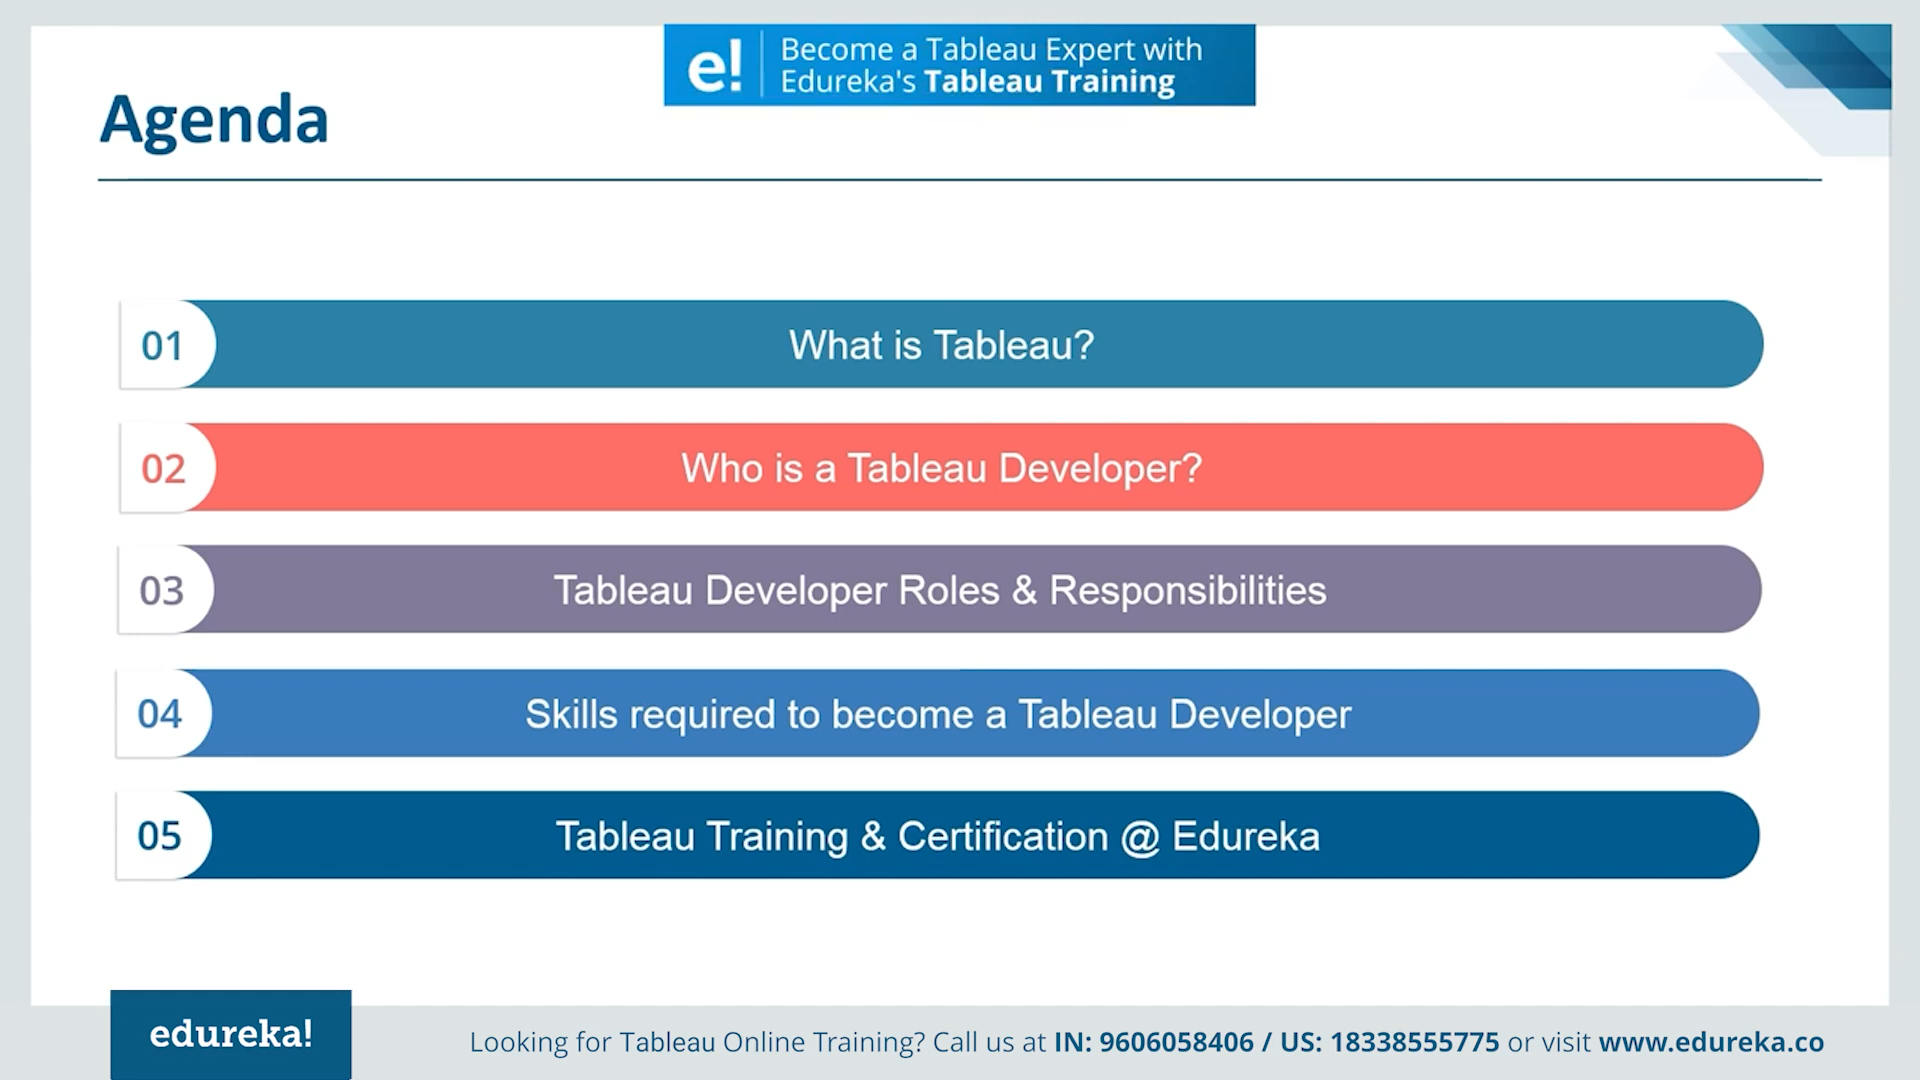 e! Become a Tableau Expert with
Edureka's Tableau Training
Agenda
01 What is Tableau?
02 Who is a Tableau Developer?
03 Tableau Developer Roles & Responsibilities
04 Skills required to become a Tableau Developer
05 Tableau Training & Certification @ Edureka
edureka!
Looking for Tableau Online Training? Call us at IN: 9606058406 / US: 18338555775 or visit www.edureka.co